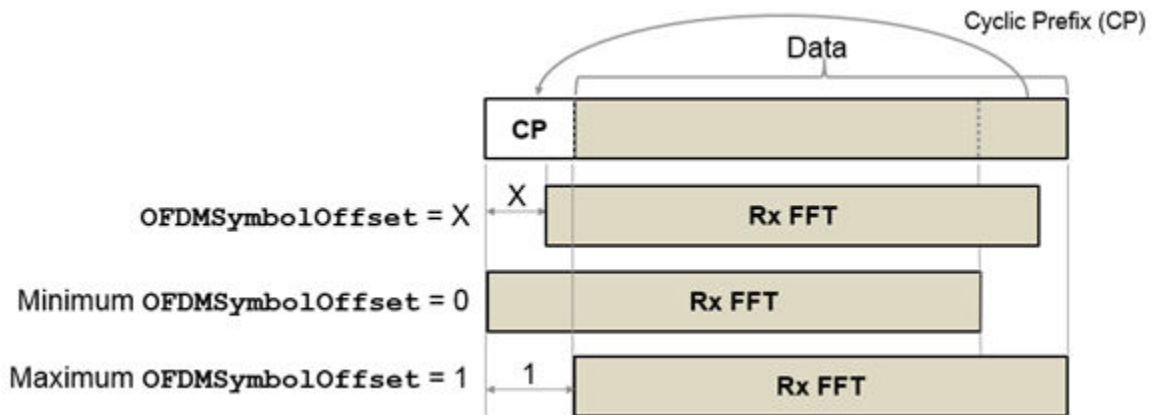 Cyclic Prefix (CP)
Data
CP
X
OFDMSymbolOffset = X
Rx FFT
Minimum OFDMSymbolOffset = 0
Rx FFT
Maximum OFDMSymbolOffset = 1
1
Rx FFT